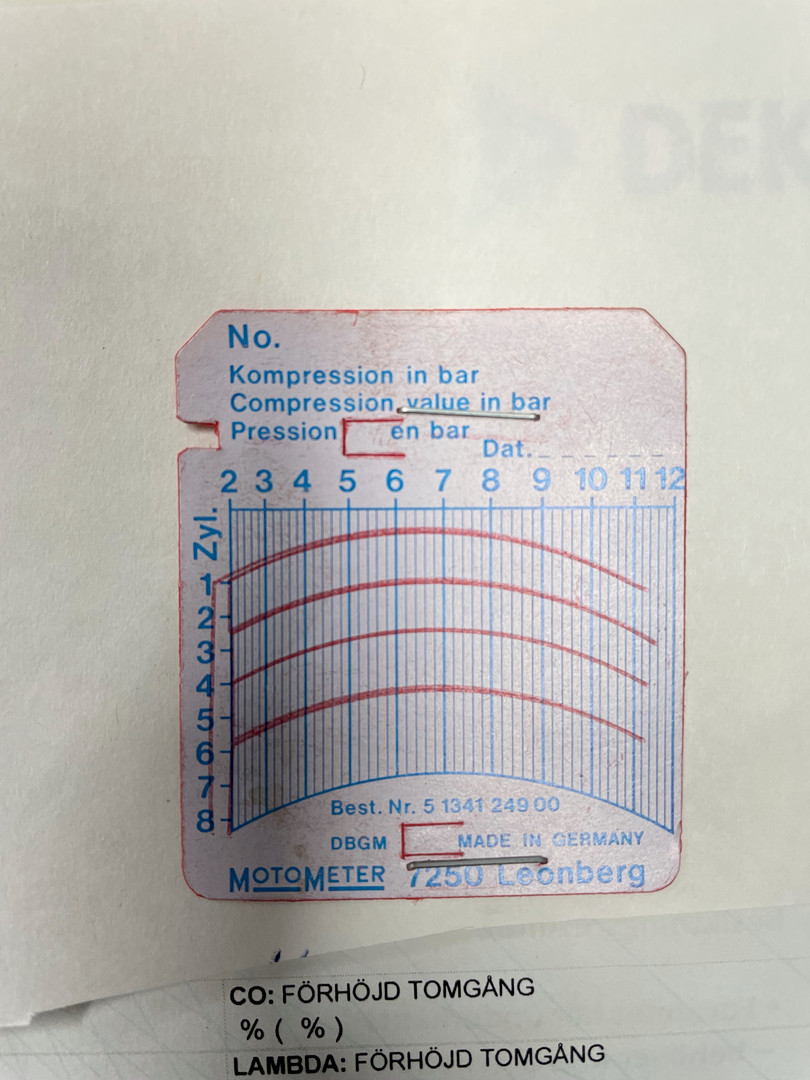 DEK
No.
Kompression in bar
Compression value in bar
Pression en bar
Dat.
2 3 4 5 6 7 8 9 10 11 12
Zyl.
1
2
3
4
5
6
7
8
Best. Nr. 5 1341 249 00
DBGM MADE IN GERMANY
MOTOMETER 7250 Leonberg
CO: FÖRHÖJD TOMGÅNG
% ( % )
LAMBDA: FÖRHÖJD TOMGÅNG